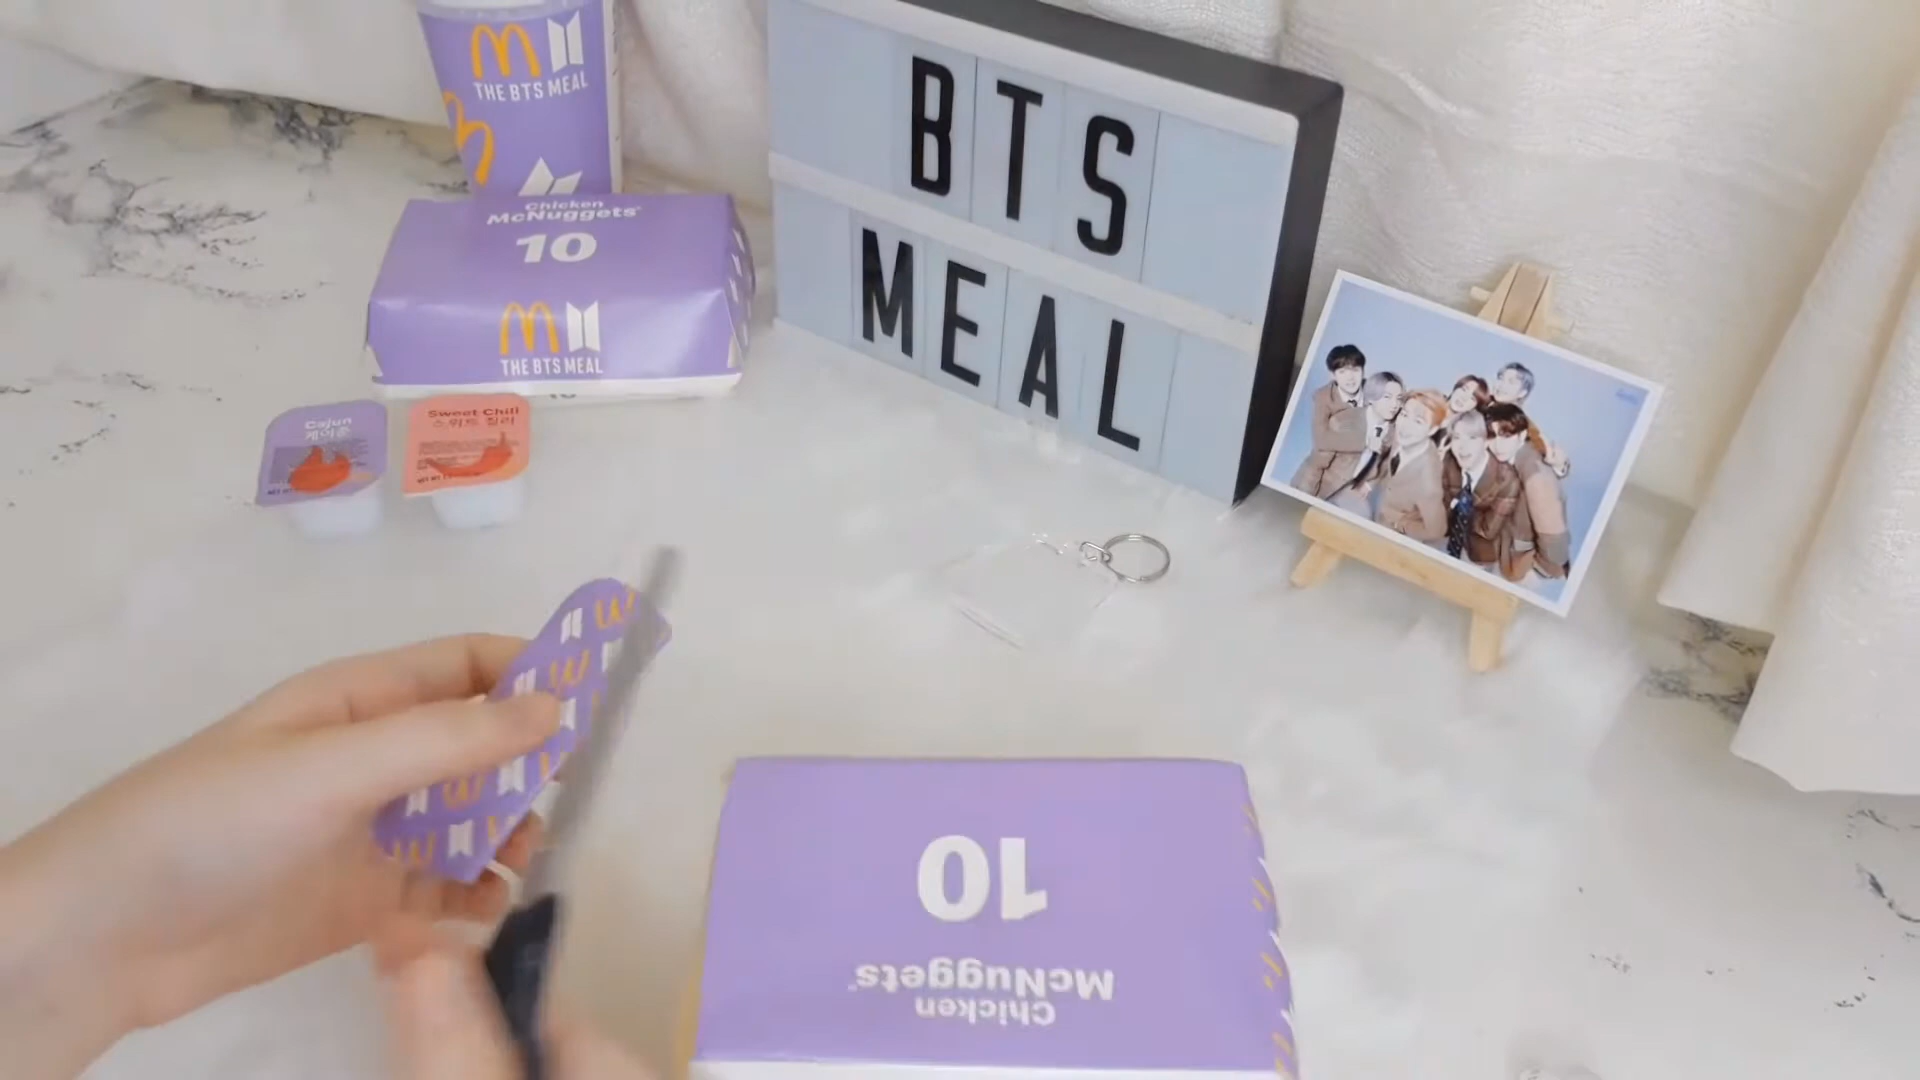 THE BTS MEAL
Chicken
McNuggets
10
THE BTS MEAL
BTS
MEAL
Cajun
케이준
Sweet Chili
스위트 칠리
10
Chicken
McNuggets